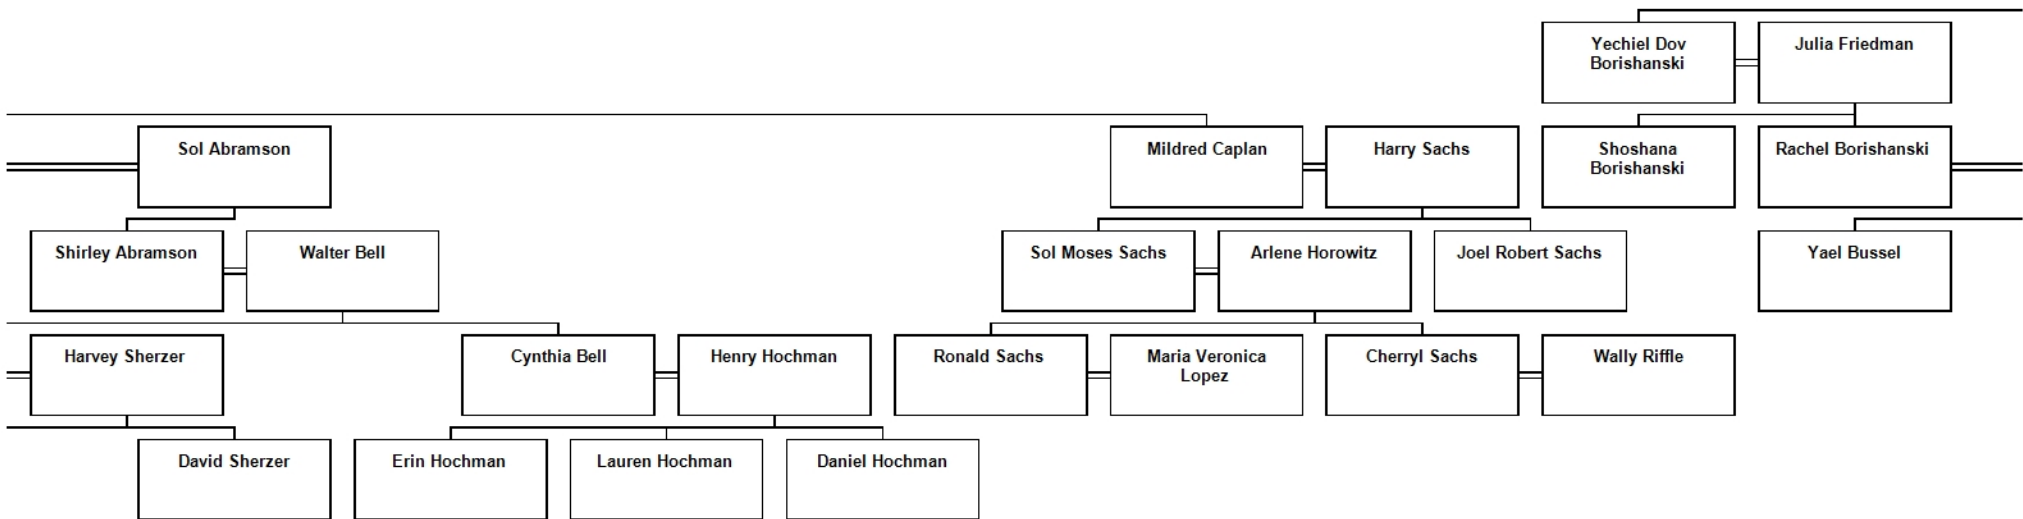 Yechiel Dov
Borishanski
Julia Friedman
Sol Abramson
Mildred Caplan
Harry Sachs
Shoshana
Borishanski
Rachel Borishanski
Shirley Abramson
Walter Bell
Sol Moses Sachs
Arlene Horowitz
Joel Robert Sachs
Yael Bussel
Harvey Sherzer
Cynthia Bell
Henry Hochman
Ronald Sachs
Maria Veronica
Lopez
Cherryl Sachs
Wally Riffle
David Sherzer
Erin Hochman
Lauren Hochman
Daniel Hochman